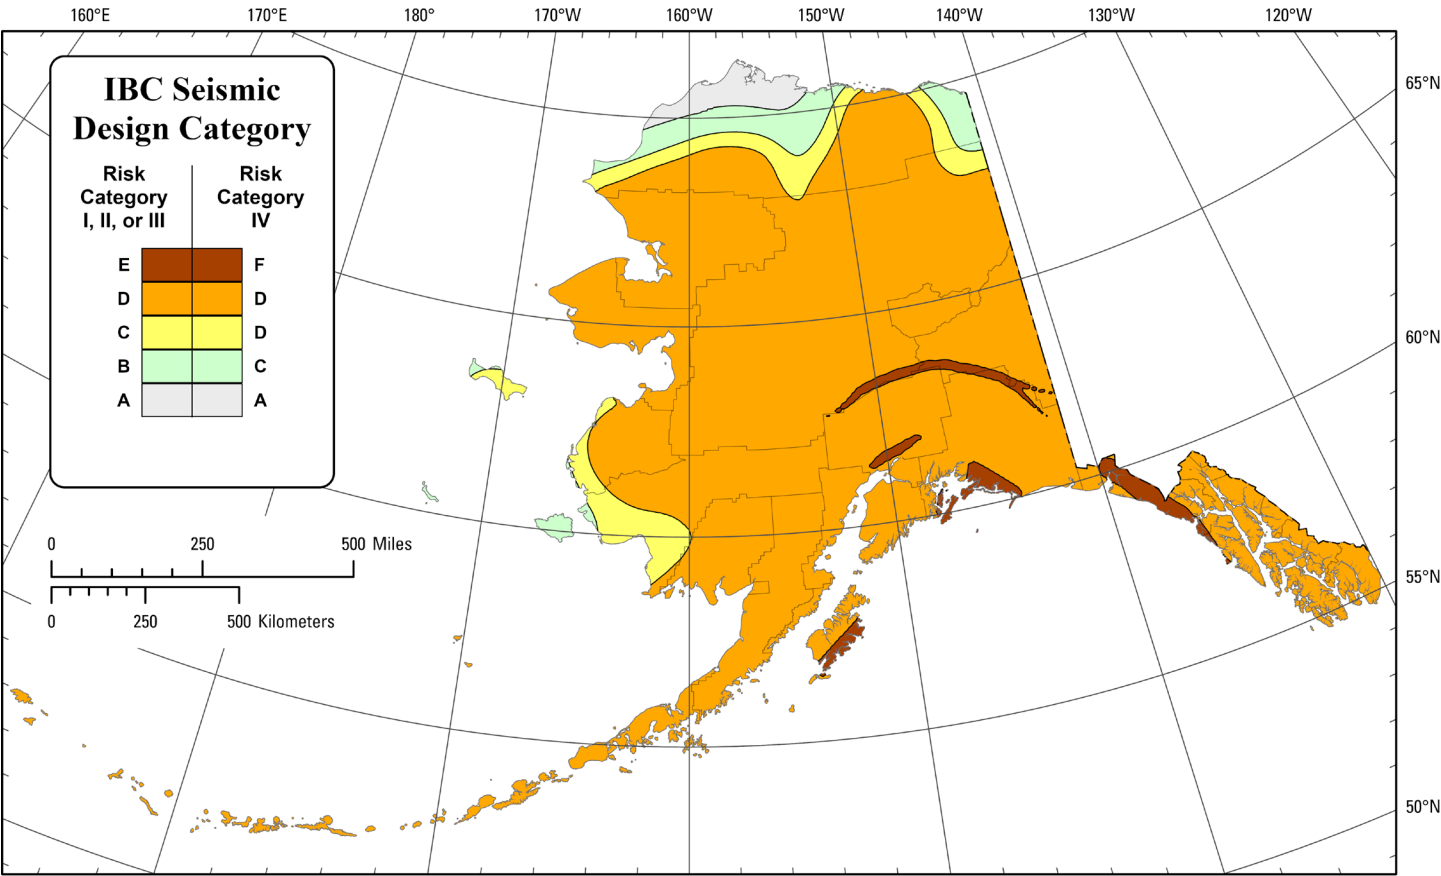 160°E 170°E 180° 170°W 160°W 150°W 140°W 130°W 120°W
IBC Seismic
Design Category
Risk
Category
I, II, or III
Risk
Category
IV
E F
D D
C D
B C
A A
65°N
60°N
55°N
50°N
0 250 500 Miles
0 250 500 Kilometers